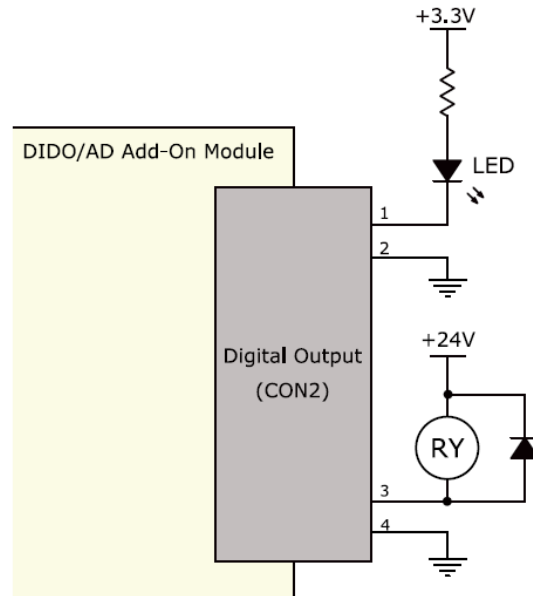 +3.3V
DIDO/AD Add-On Module
LED
1
2
Digital Output
(CON2)
+24V
RY
3
4